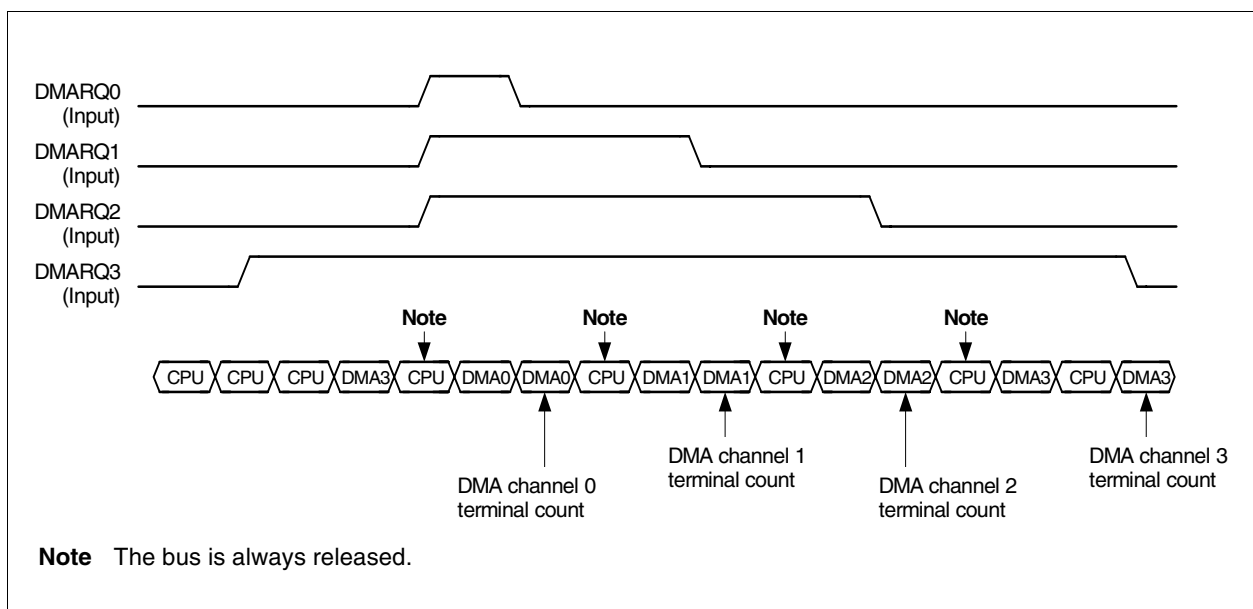 DMARQ0
(Input)
DMARQ1
(Input)
DMARQ2
(Input)
DMARQ3
(Input)
Note Note Note Note
CPU CPU CPU DMA3 CPU DMA0 DMA0 CPU DMA1 DMA1 CPU DMA2 DMA2 CPU DMA3 CPU DMA3
DMA channel 0
terminal count
DMA channel 1
terminal count
DMA channel 2
terminal count
DMA channel 3
terminal count
Note The bus is always released.